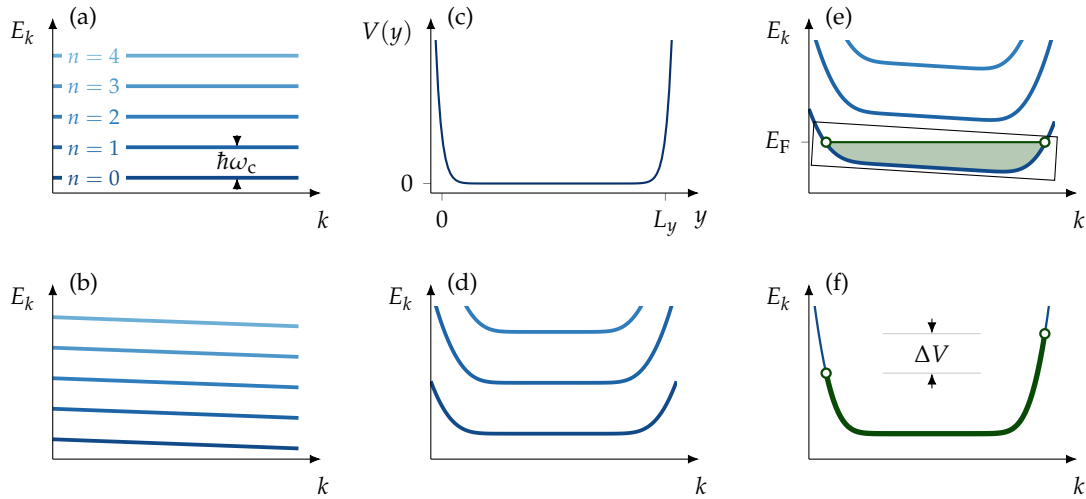 (a)
E_k
n = 4
n = 3
n = 2
n = 1
n = 0
ℏω_c
k
(c)
V(y)
0
0
L_y
y
(e)
E_k
E_F
k
(b)
E_k
k
(d)
E_k
k
(f)
E_k
ΔV
k